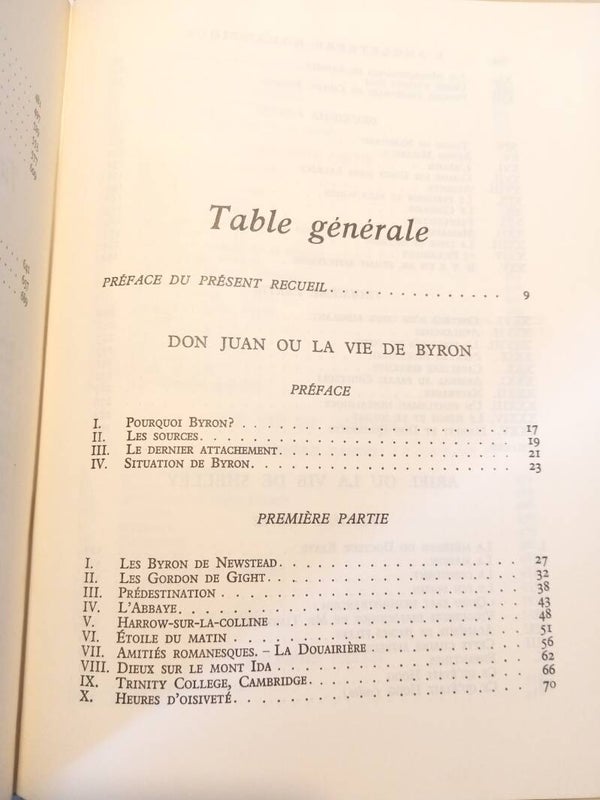 Table générale
PRÉFACE DU PRÉSENT RECUEIL. . . . . . . . . . . . . . . 9
DON JUAN OU LA VIE DE BYRON
PRÉFACE
I. Pourquoi Byron? . . . . . . . . . . . . . . . . . 17
II. Les sources. . . . . . . . . . . . . . . . . . . . 19
III. Le dernier attachement. . . . . . . . . . . . . . 21
IV. Situation de Byron. . . . . . . . . . . . . . . . 23
PREMIÈRE PARTIE
I. Les Byron de Newstead. . . . . . . . . . . . . . 27
II. Les Gordon de Gight. . . . . . . . . . . . . . . 32
III. Prédestination . . . . . . . . . . . . . . . . . 38
IV. L'Abbaye. . . . . . . . . . . . . . . . . . . . . 43
V. Harrow-sur-la-colline . . . . . . . . . . . . . . 48
VI. Étoile du matin . . . . . . . . . . . . . . . . . 51
VII. Amitiés romanesques. – La Douairière . . . . . . 56
VIII. Dieux sur le mont Ida . . . . . . . . . . . . . 62
IX. Trinity College, Cambridge. . . . . . . . . . . . 66
X. Heures d'oisiveté. . . . . . . . . . . . . . . . . 70